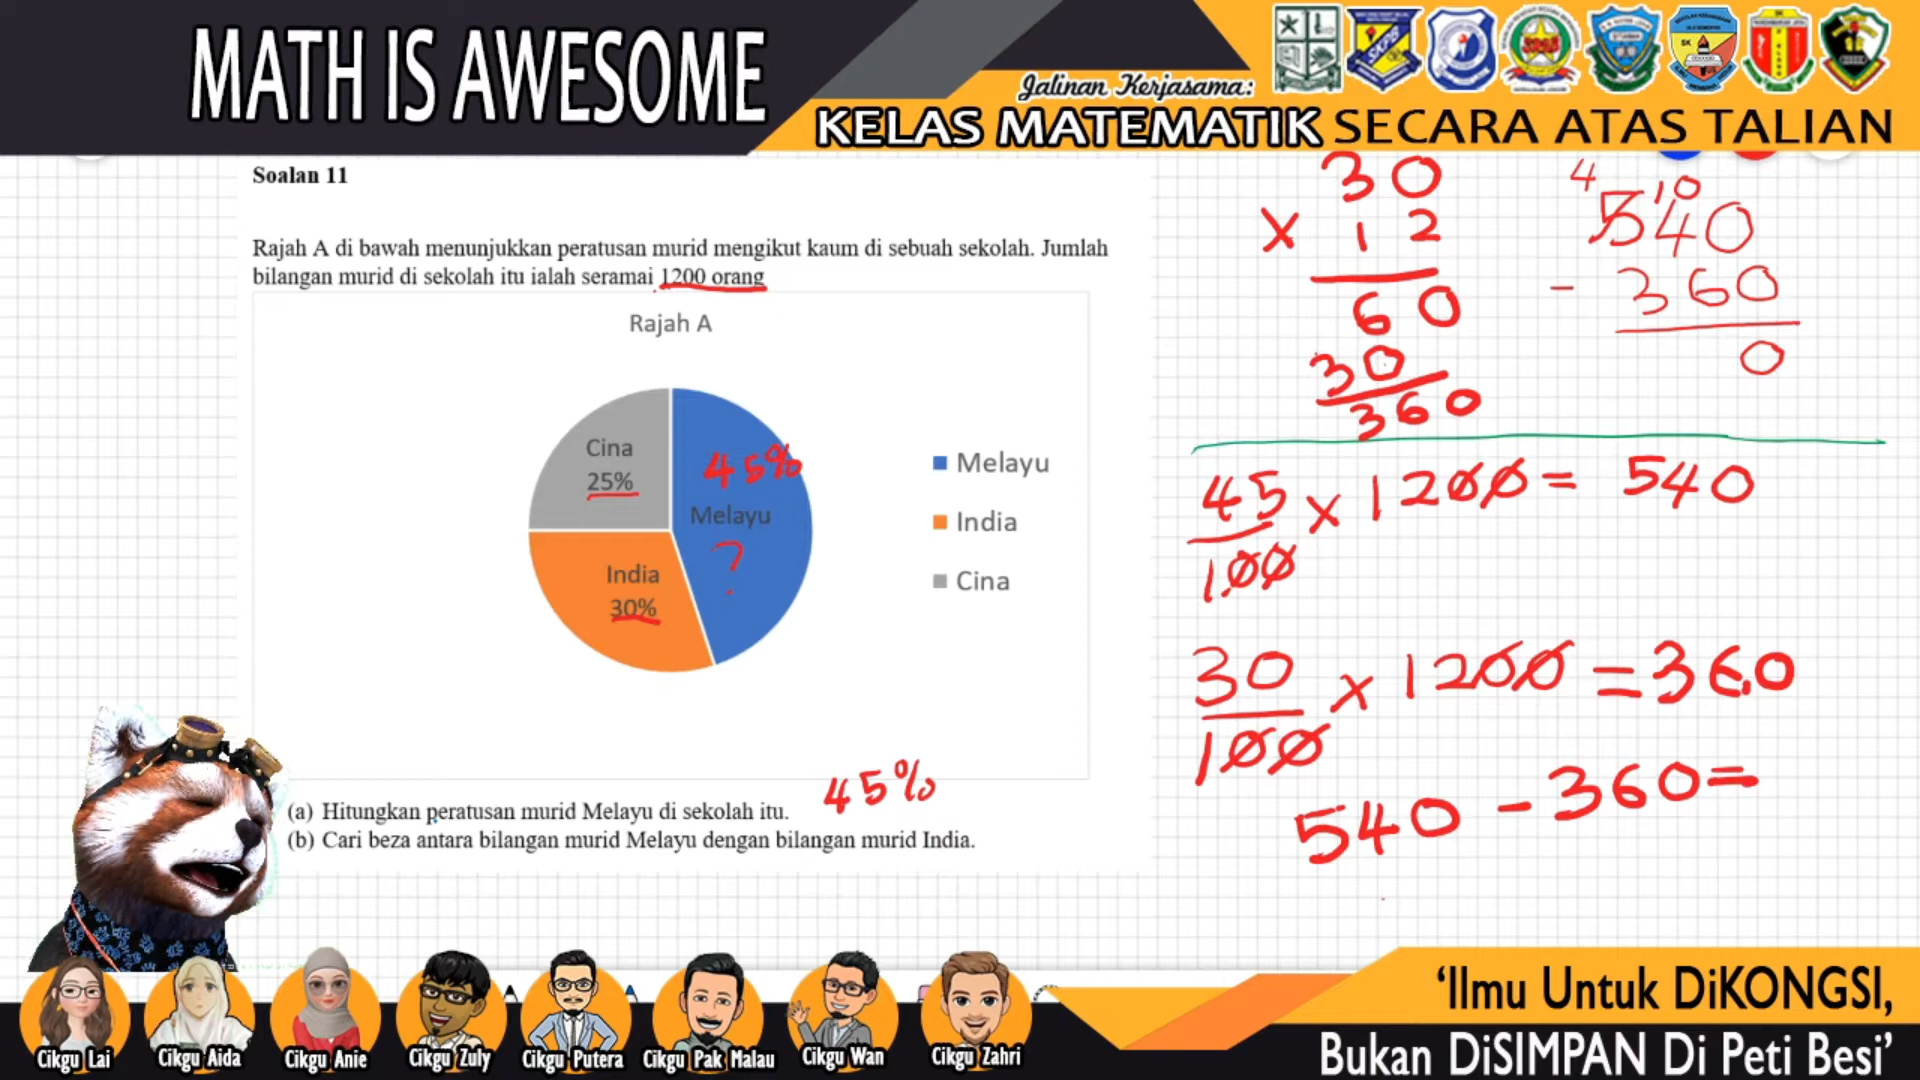 MATH IS AWESOME
Jalinan Kerjasama:
KELAS MATEMATIK SECARA ATAS TALIAN
Soalan 11
Rajah A di bawah menunjukkan peratusan murid mengikut kaum di sebuah sekolah. Jumlah
bilangan murid di sekolah itu ialah seramai 1200 orang
Rajah A
Cina
25%
45%
Melayu
?
India
30%
Melayu
India
Cina
(a) Hitungkan peratusan murid Melayu di sekolah itu.
45%
(b) Cari beza antara bilangan murid Melayu dengan bilangan murid India.
30
x 12
60
30
360
4 10
540
- 360
0
45
x 1200 = 540
100
30
x 1200 = 360
100
540 - 360 =
Cikgu Lai
Cikgu Aida
Cikgu Anie
Cikgu Zuly
Cikgu Putera
Cikgu Pak Malau
Cikgu Wan
Cikgu Zahri
‘Ilmu Untuk DiKONGSI,
Bukan DiSIMPAN Di Peti Besi’